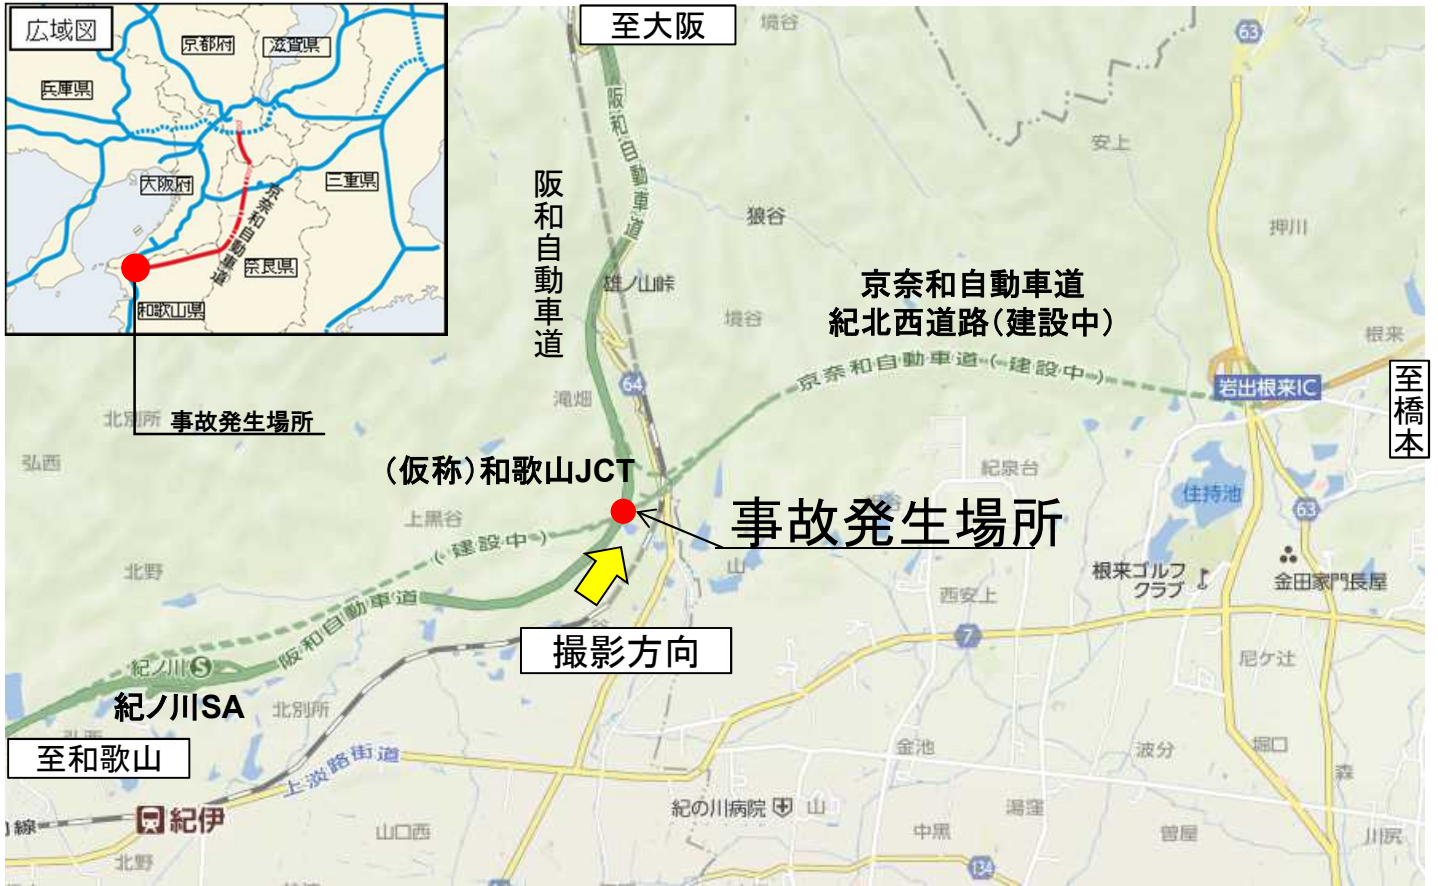 広域図
京都府
滋賀県
兵庫県
大阪府
三重県
京奈和自動車道
奈良県
和歌山県
事故発生場所
至大阪
境谷
63
安上
阪和自動車道
阪和自動車道
狼谷
押川
雄ノ山峠
京奈和自動車道
紀北西道路(建設中)
境谷
根来
京奈和自動車道(建設中)
64
岩出根来IC
至橋本
滝畑
北別所
弘西
(仮称)和歌山JCT
紀泉台
住持池
63
事故発生場所
上黒谷
(建設中)
山
北野
根来ゴルフ
クラブ
金田家門長屋
西安上
阪和自動車道
7
撮影方向
尼ケ辻
紀ノ川S
紀ノ川SA
北別所
弘西
至和歌山
上淡路街道
金池
波分
堀口
森
紀伊
線
山口西
紀の川病院
山
中黒
湯窪
曽屋
川尻
北野
134